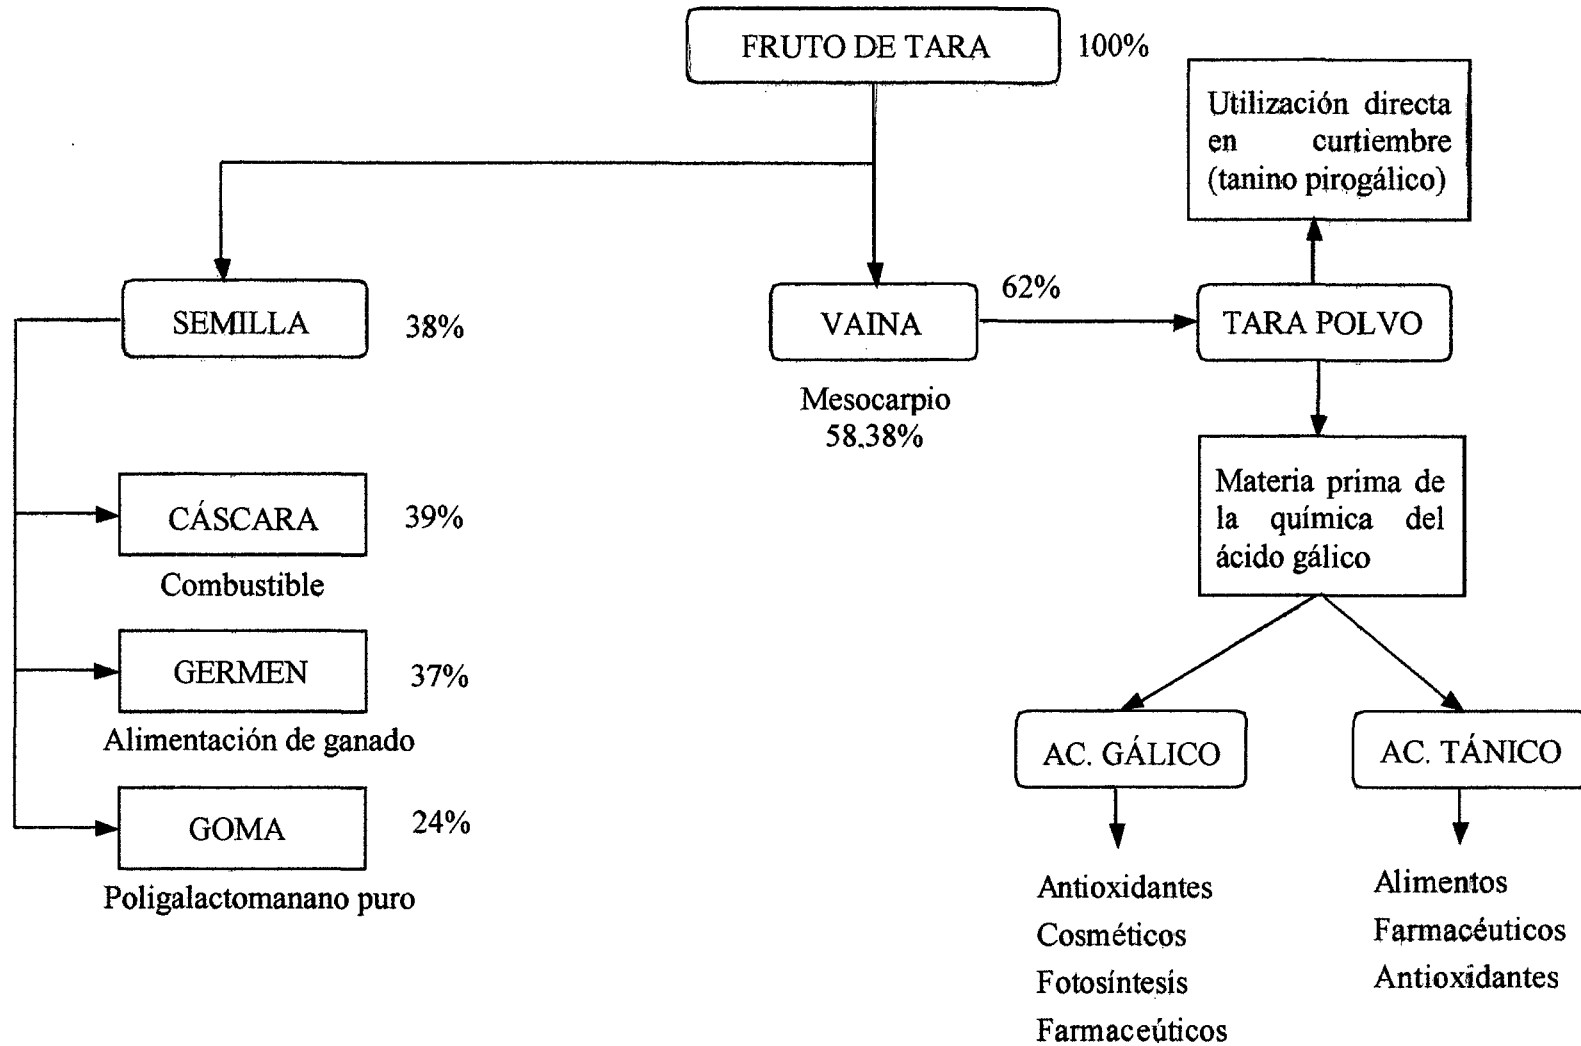 FRUTO DE TARA
100%
Utilización directa
en curtiembre
(tanino pirogálico)
SEMILLA
38%
VAINA
62%
TARA POLVO
Mesocarpio
58.38%
CÁSCARA
39%
Combustible
Materia prima de
la química del
ácido gálico
GERMEN
37%
Alimentación de ganado
GOMA
24%
Poligalactomanano puro
AC. GÁLICO
AC. TÁNICO
Antioxidantes
Cosméticos
Fotosíntesís
Farmaceúticos
Alimentos
Farmacéuticos
Antioxidantes